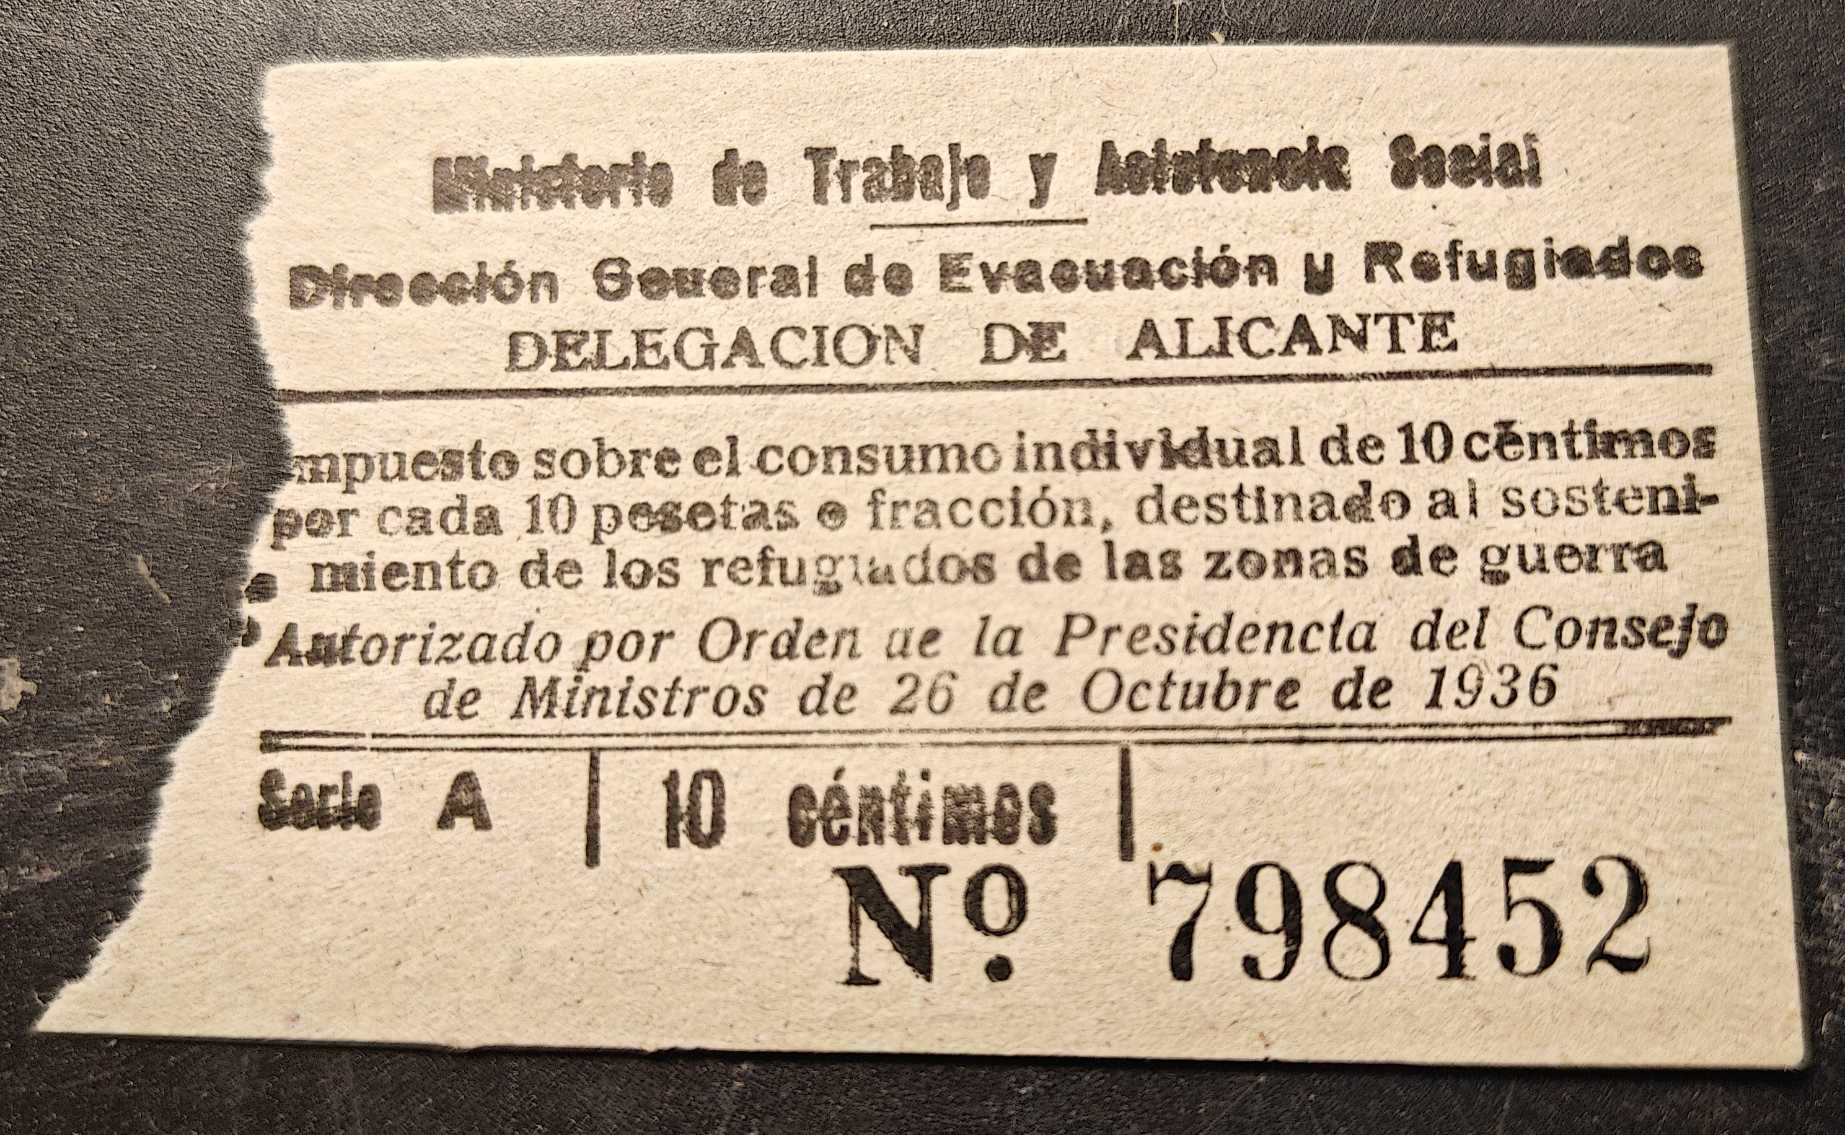 Ministerio de Trabajo y Asistencia Social
Dirección General de Evacuación y Refugiados
DELEGACION DE ALICANTE
mpuesto sobre el consumo individual de 10 céntimos
por cada 10 pesetas o fracción, destinado al sosteni-
miento de los refugiados de las zonas de guerra
Autorizado por Orden de la Presidencia del Consejo
de Ministros de 26 de Octubre de 1936
Serie A | 10 céntimos |
Nº 798452